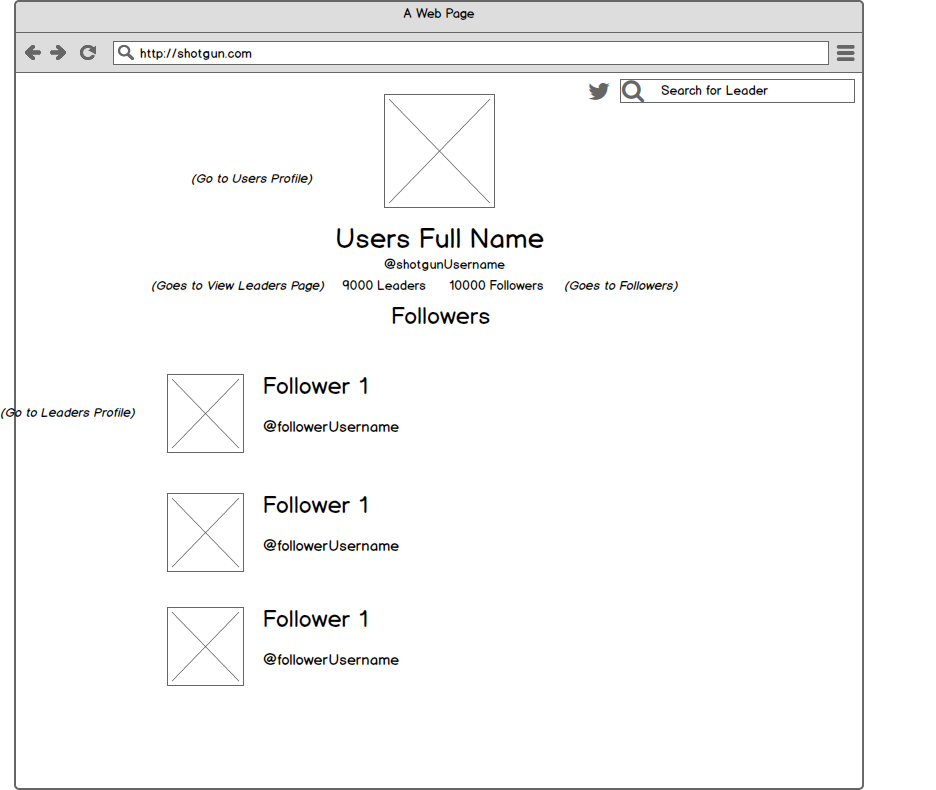 A Web Page
http://shotgun.com
Search for Leader
(Go to Users Profile)
Users Full Name
@shotgunUsername
(Goes to View Leaders Page) 9000 Leaders 10000 Followers (Goes to Followers)
Followers
Follower 1
(Go to Leaders Profile)
@followerUsername
Follower 1
@followerUsername
Follower 1
@followerUsername